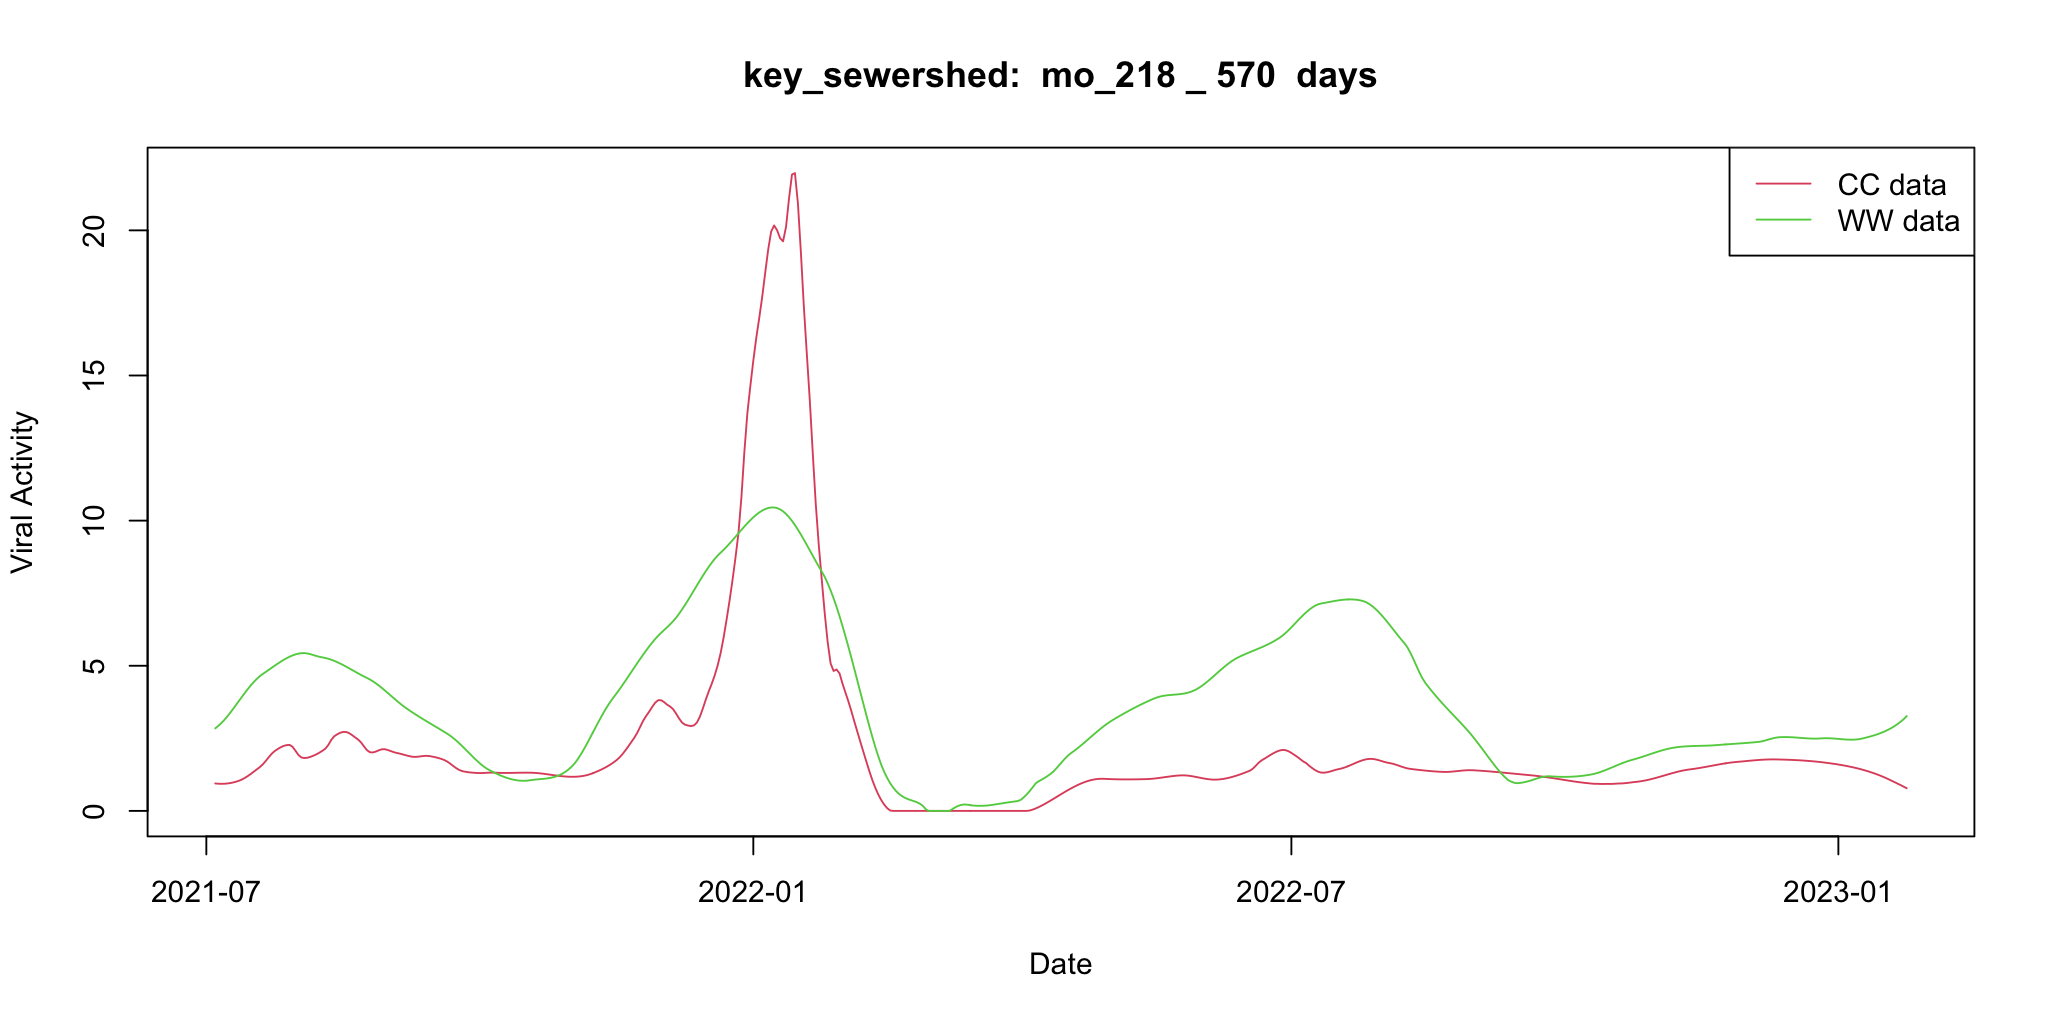 key_sewershed:  mo_218 _ 570  days
CC data
WW data
Viral Activity
20
15
10
5
0
2021-07
2022-01
2022-07
2023-01
Date